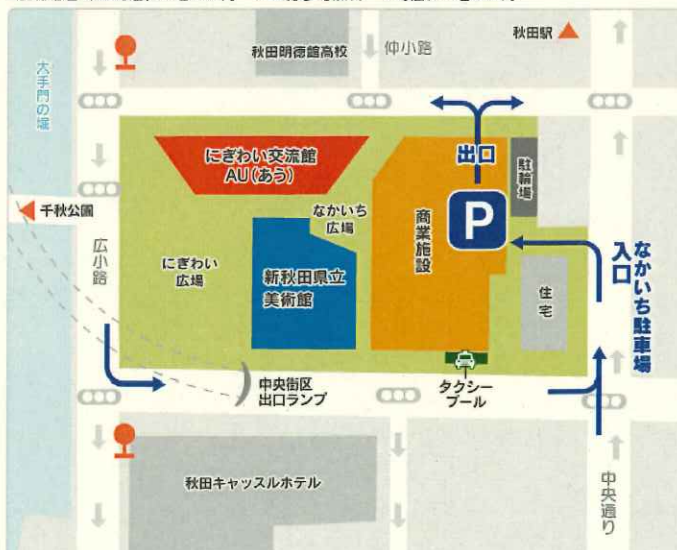 秋田駅
仲小路
秋田明徳館高校
大手門の堀
出口
にぎわい交流館
AU(あう)
駐輪場
なかいち
広場
P
千秋公園
商業施設
広小路
にぎわい
広場
新秋田県立
美術館
入口
なかいち駐車場
住宅
中央街区
出口ランプ
タクシー
プール
秋田キャッスルホテル
中央通り